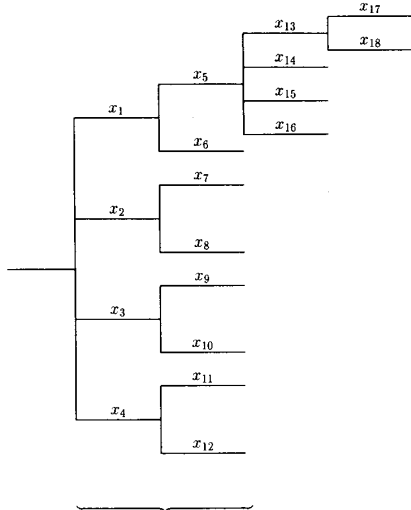 x₁₇
x₁₃
x₁₈
x₅
x₁₄
x₁₅
x₁
x₁₆
x₆
x₇
x₂
x₈
x₉
x₃
x₁₀
x₁₁
x₄
x₁₂